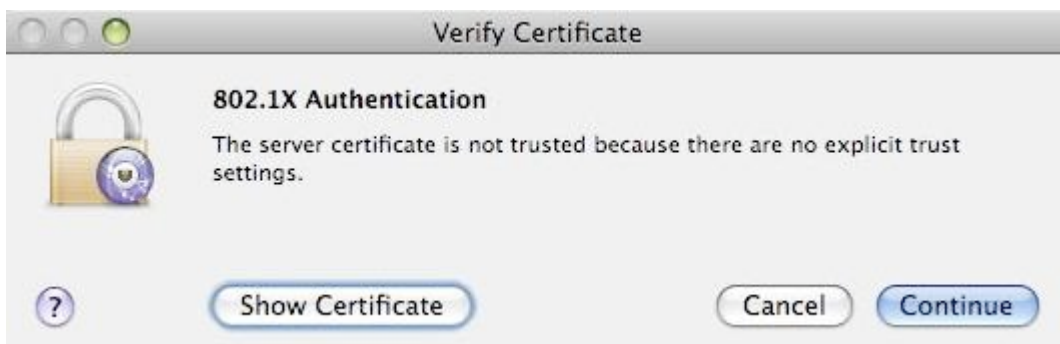 Verify Certificate
802.1X Authentication
The server certificate is not trusted because there are no explicit trust
settings.
?
Show Certificate
Cancel
Continue